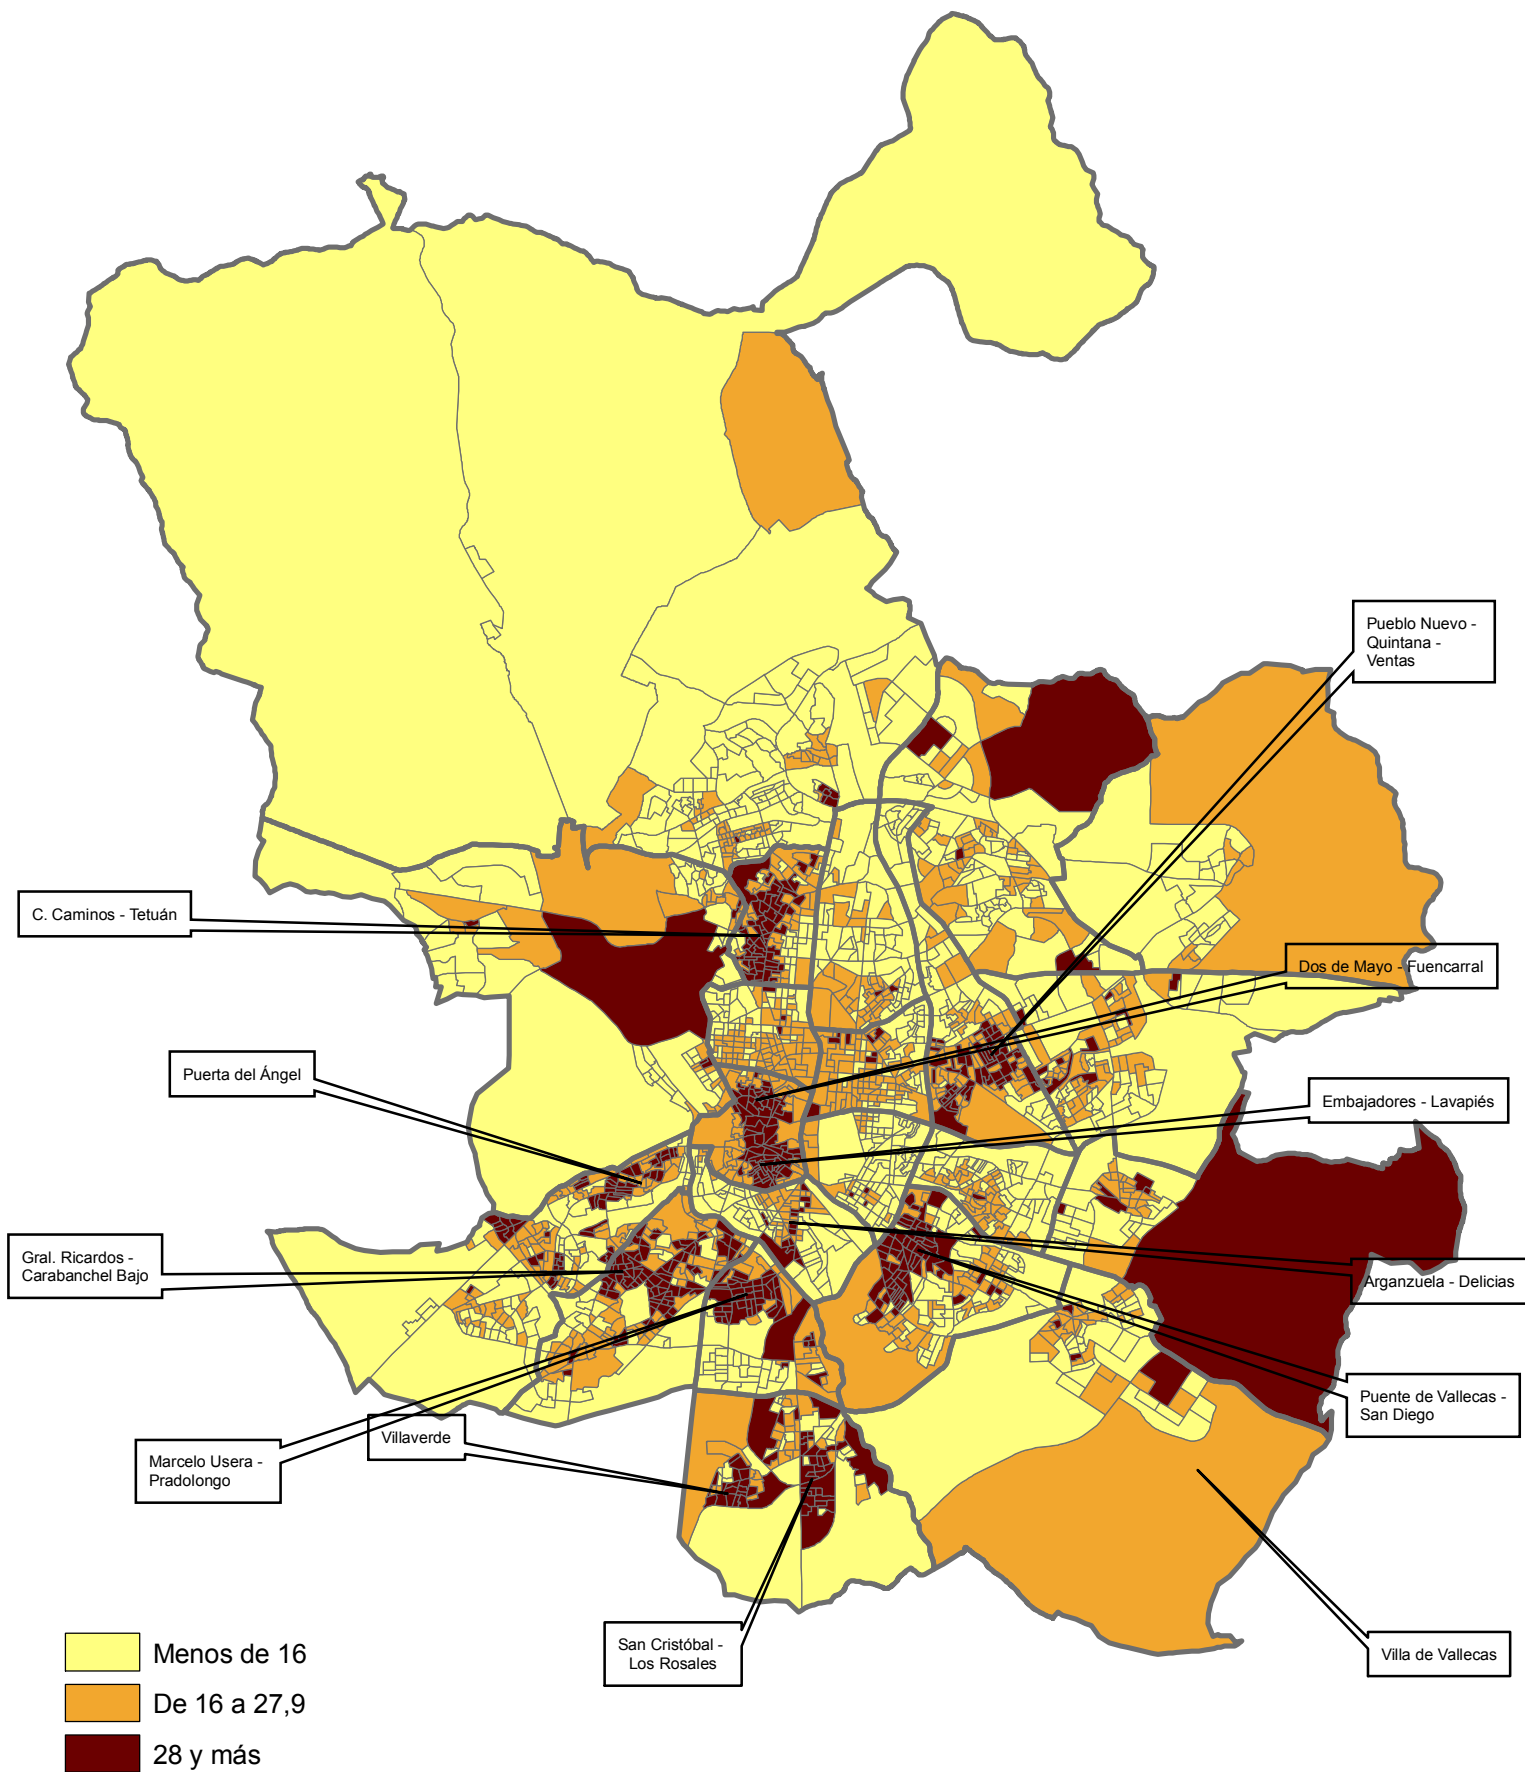 Pueblo Nuevo -
Quintana -
Ventas
C. Caminos - Tetuán
Dos de Mayo - Fuencarral
Puerta del Ángel
Embajadores - Lavapiés
Gral. Ricardos -
Carabanchel Bajo
Arganzuela - Delicias
Puente de Vallecas -
San Diego
Villaverde
Marcelo Usera -
Pradolongo
San Cristóbal -
Los Rosales
Villa de Vallecas
Menos de 16
De 16 a 27,9
28 y más